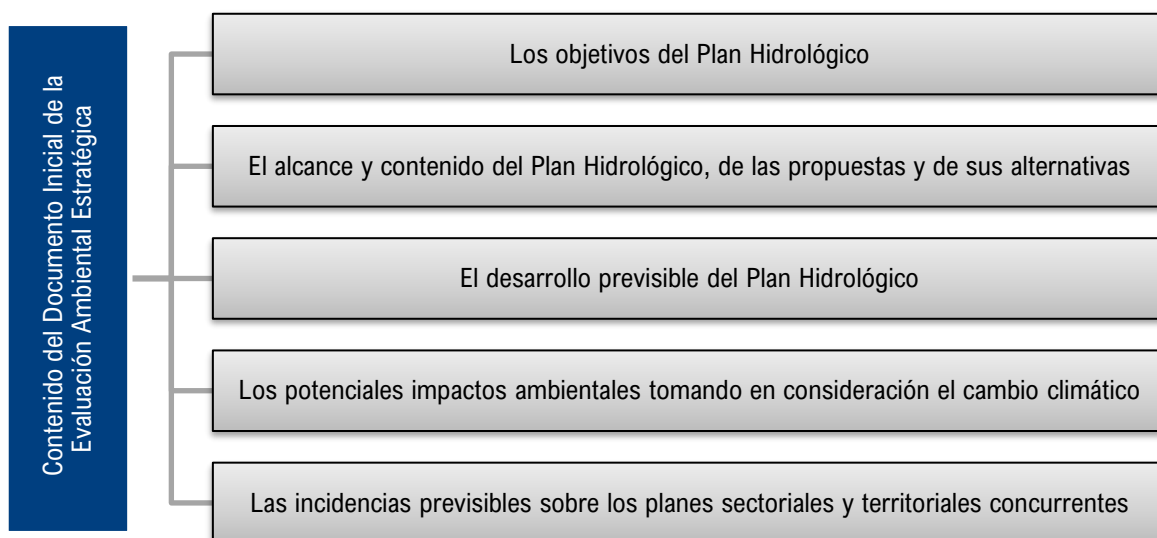 Contenido del Documento Inicial de la
Evaluación Ambiental Estratégica
Los objetivos del Plan Hidrológico
El alcance y contenido del Plan Hidrológico, de las propuestas y de sus alternativas
El desarrollo previsible del Plan Hidrológico
Los potenciales impactos ambientales tomando en consideración el cambio climático
Las incidencias previsibles sobre los planes sectoriales y territoriales concurrentes